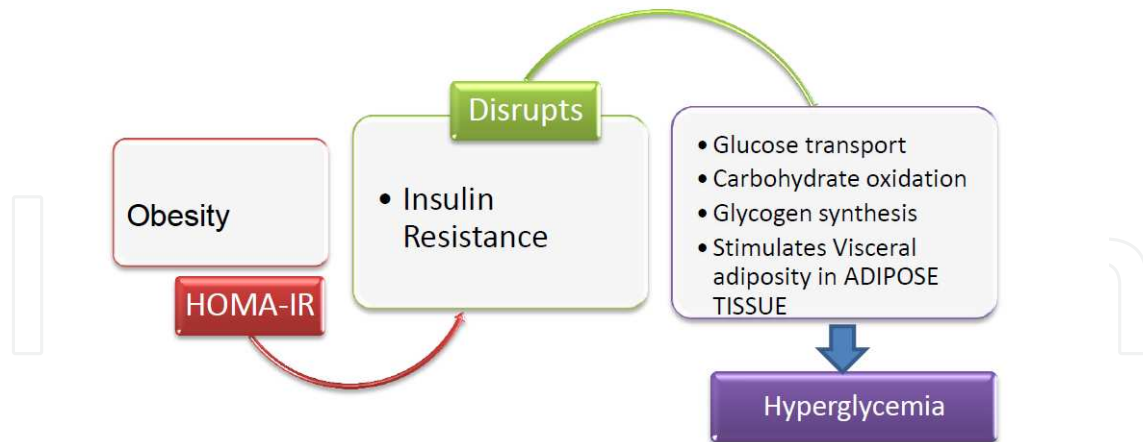 Obesity
HOMA-IR
Disrupts
• Insulin
Resistance
• Glucose transport
• Carbohydrate oxidation
• Glycogen synthesis
• Stimulates Visceral
adiposity in ADIPOSE
TISSUE
Hyperglycemia